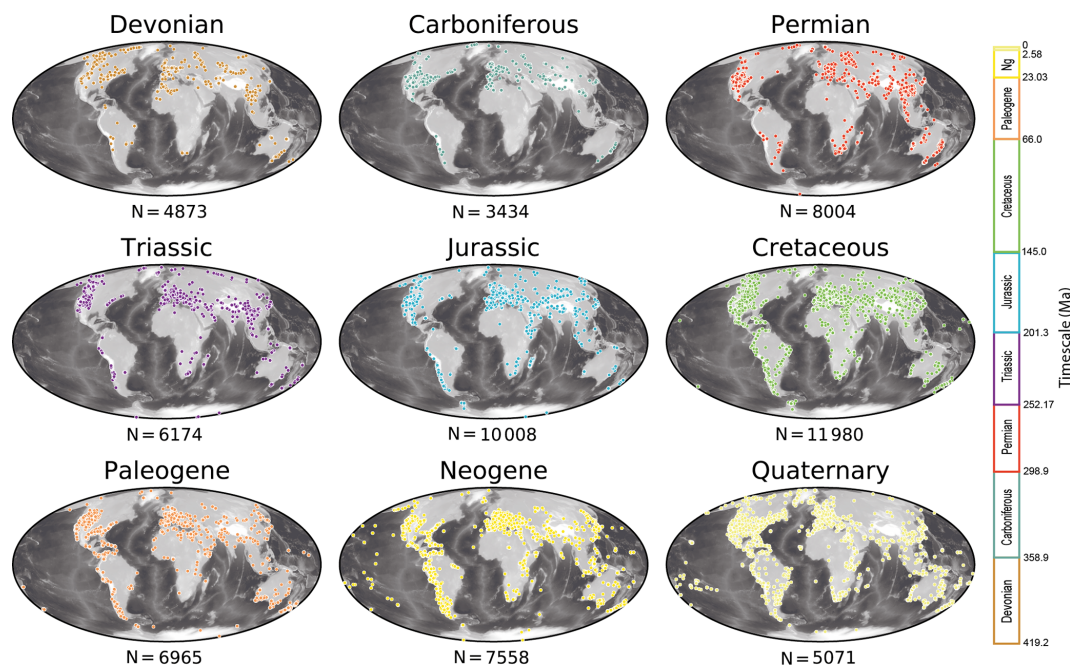 Devonian
Carboniferous
Permian
N = 4873
N = 3434
N = 8004
Triassic
Jurassic
Cretaceous
N = 6174
N = 10008
N = 11980
Paleogene
Neogene
Quaternary
N = 6965
N = 7558
N = 5071
0
2.58
Ng
23.03
Paleogene
66.0
Cretaceous
145.0
Jurassic
201.3
Triassic
252.17
Permian
298.9
Carboniferous
358.9
Devonian
419.2
Timescale (Ma)